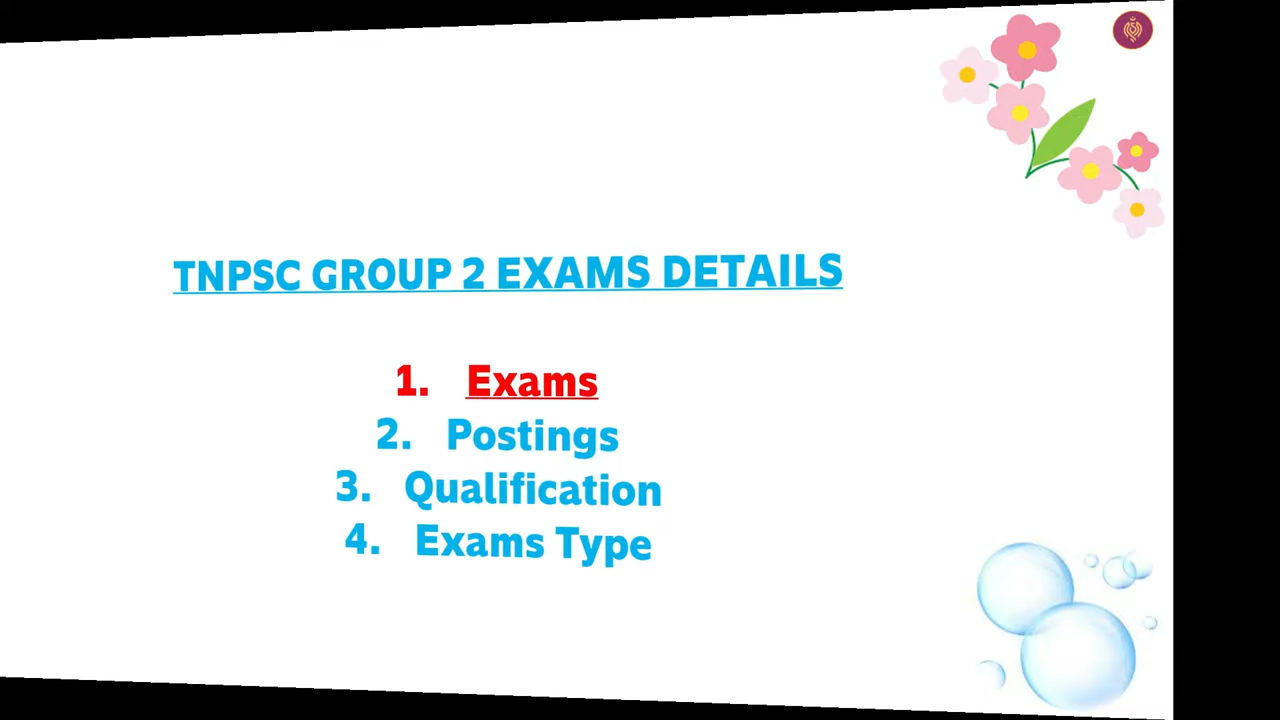 TNPSC GROUP 2 EXAMS DETAILS
1. Exams
2. Postings
3. Qualification
4. Exams Type